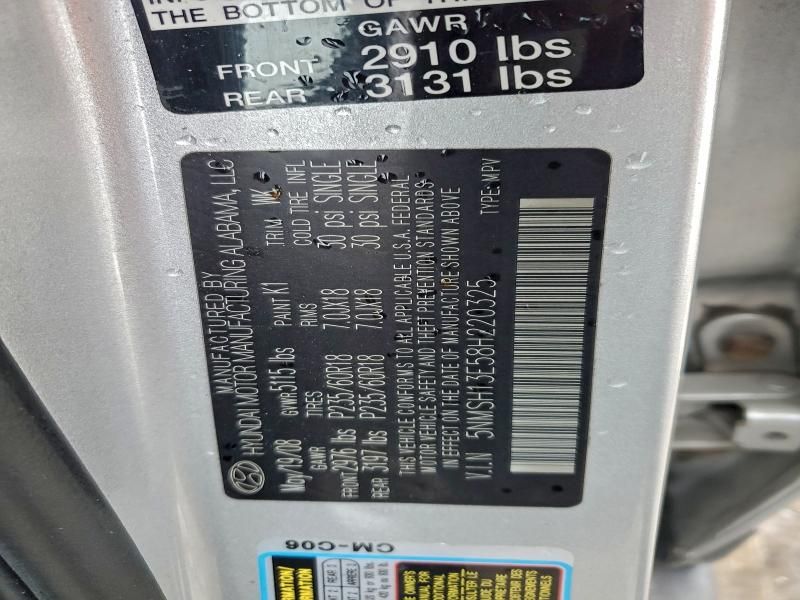 THE BOTTOM OF THE
GAWR
FRONT 2910 lbs
REAR 3131 lbs
MANUFACTURED BY
HYUNDAI MOTOR MANUFACTURING ALABAMA, LLC
May/19/08 GVWR 5115 lbs PAINT K1 TRIM WK
GAWR TIRES RIMS COLD TIRE INFL
FRONT 2976 lbs P235/60R18 7.0JX18 30 psi SINGLE
REAR 3197 lbs P235/60R18 7.0JX18 30 psi SINGLE
THIS VEHICLE CONFORMS TO ALL APPLICABLE U.S.A. FEDERAL
MOTOR VEHICLE SAFETY AND THEFT PREVENTION STANDARDS
IN EFFECT ON THE DATE OF MANUFACTURE SHOWN ABOVE
V.I.N 5NMSH13E58H220325 TYPE:MPV
CM-C06